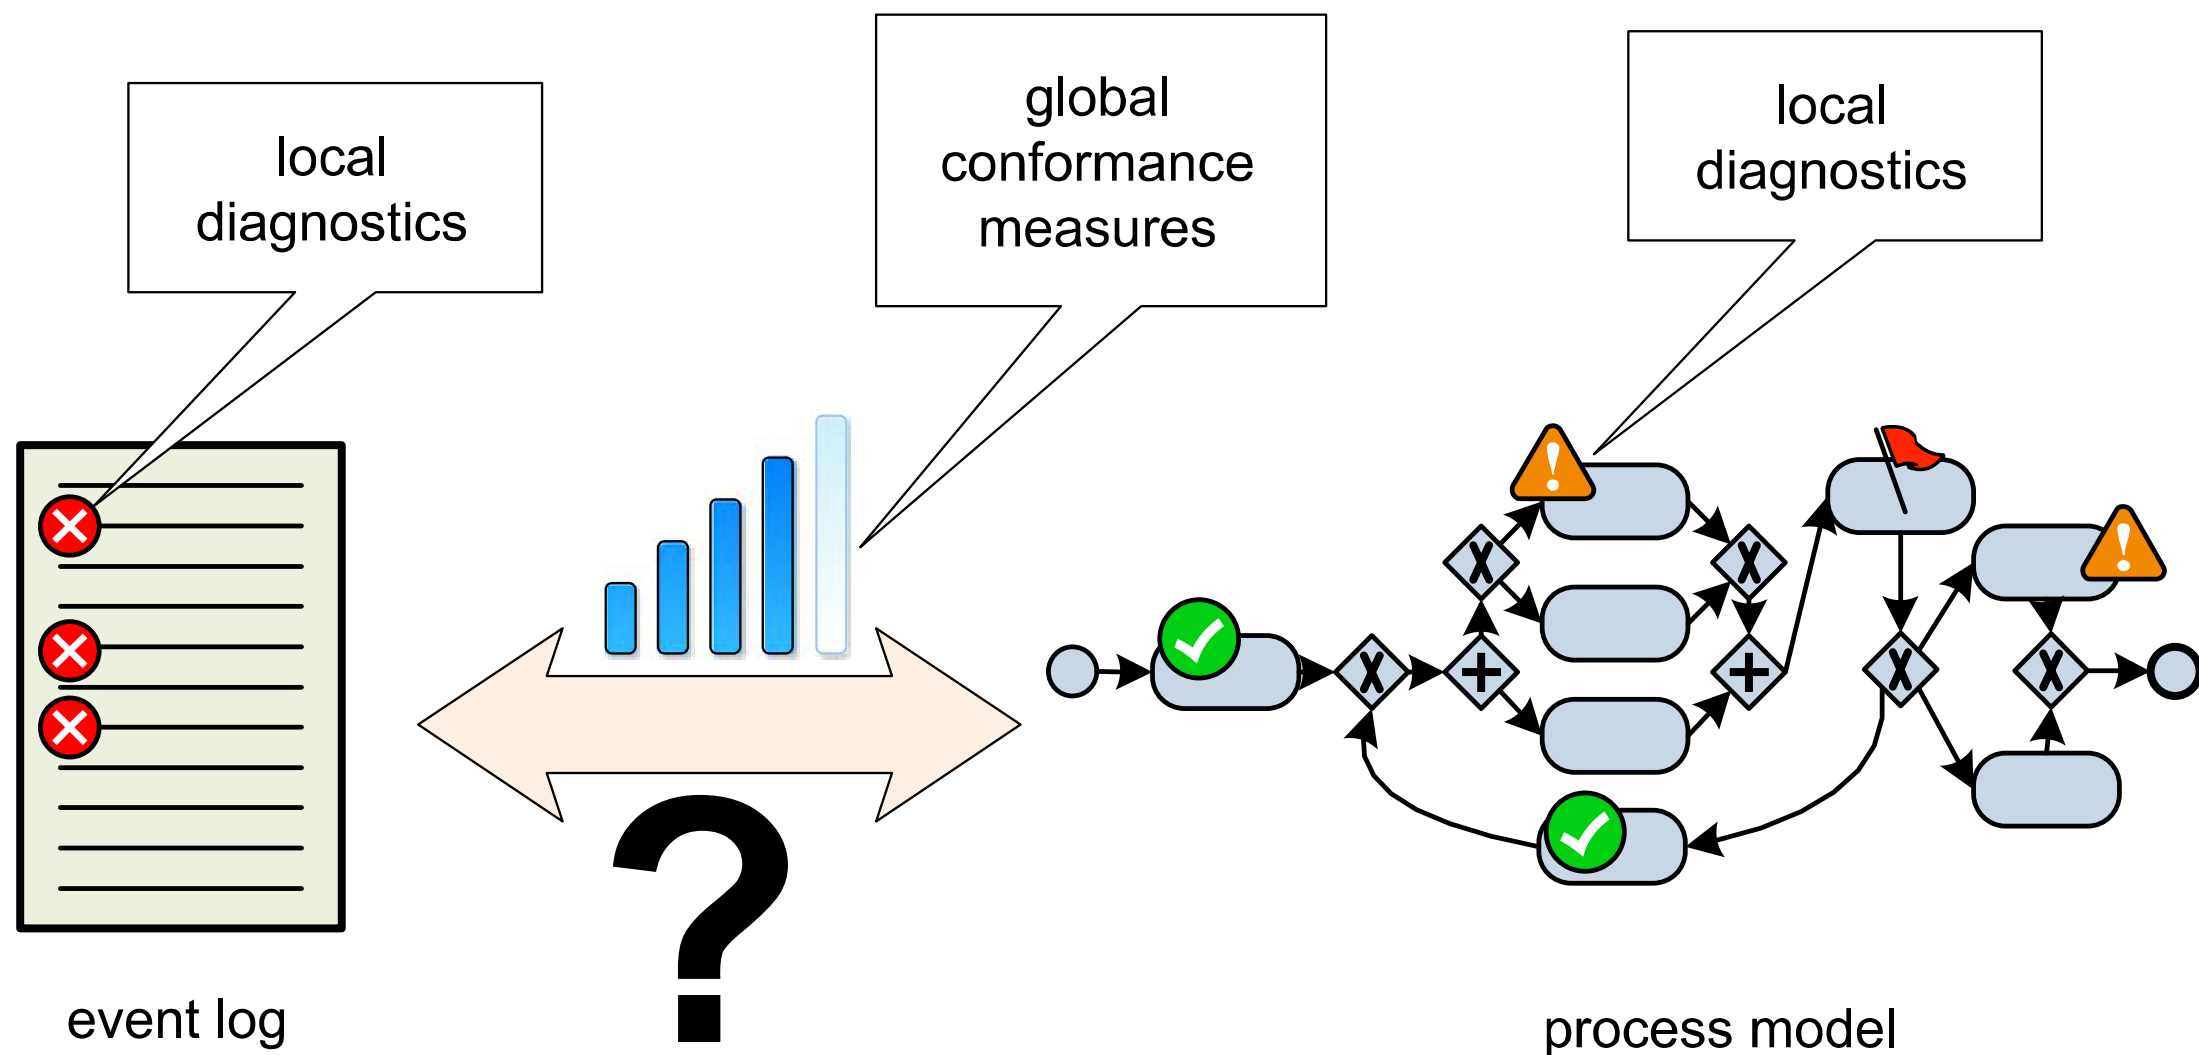 local
diagnostics
global
conformance
measures
local
diagnostics
?
event log
process model